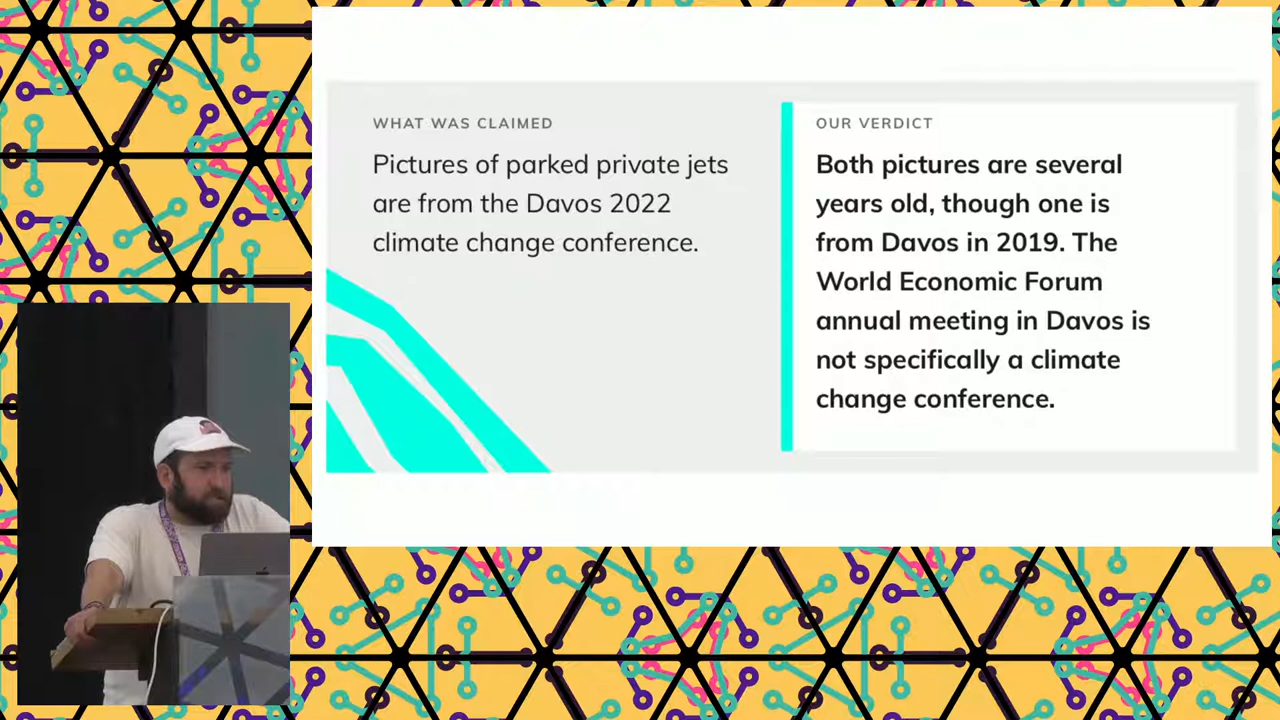 WHAT WAS CLAIMED
Pictures of parked private jets
are from the Davos 2022
climate change conference.
OUR VERDICT
Both pictures are several
years old, though one is
from Davos in 2019. The
World Economic Forum
annual meeting in Davos is
not specifically a climate
change conference.